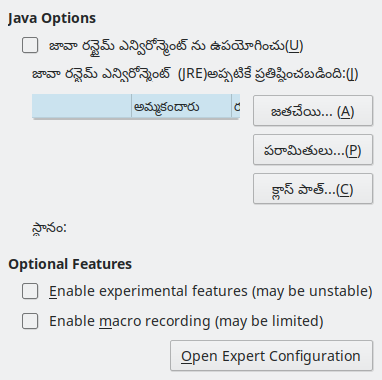 Java Options
జావా రన్టైమ్ ఎన్విరోన్మెంట్ ను ఉపయోగించు(U)
జావా రన్టైమ్ ఎన్విరోన్మెంట్ (JRE)అప్పటికే ప్రతిష్ఠించబడింది:(J)
అమ్మకందారు
జతచేయి... (A)
పరామితులు...(P)
క్లాస్ పాత్...(C)
స్థానం:
Optional Features
Enable experimental features (may be unstable)
Enable macro recording (may be limited)
Open Expert Configuration